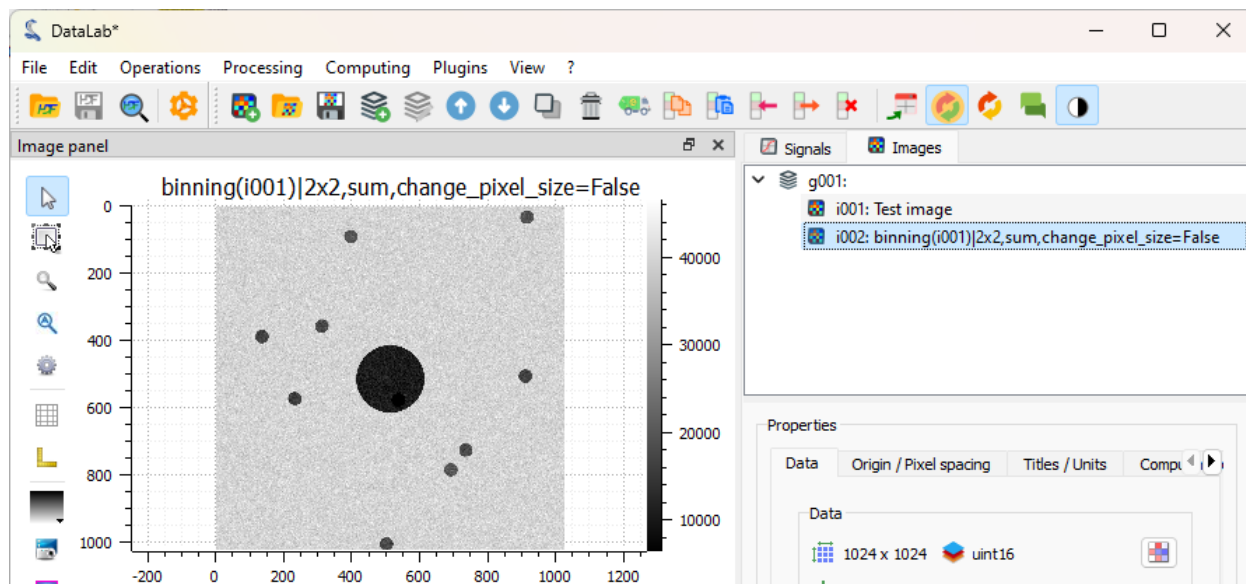 DataLab*
File Edit Operations Processing Computing Plugins View ?
Image panel
binning(i001)|2x2,sum,change_pixel_size=False
0
200
400
600
800
1000
-200 0 200 400 600 800 1000 1200
40000
30000
20000
10000
Signals Images
g001:
i001: Test image
i002: binning(i001)|2x2,sum,change_pixel_size=False
Properties
Data Origin / Pixel spacing Titles / Units
Data
1024 x 1024 uint16